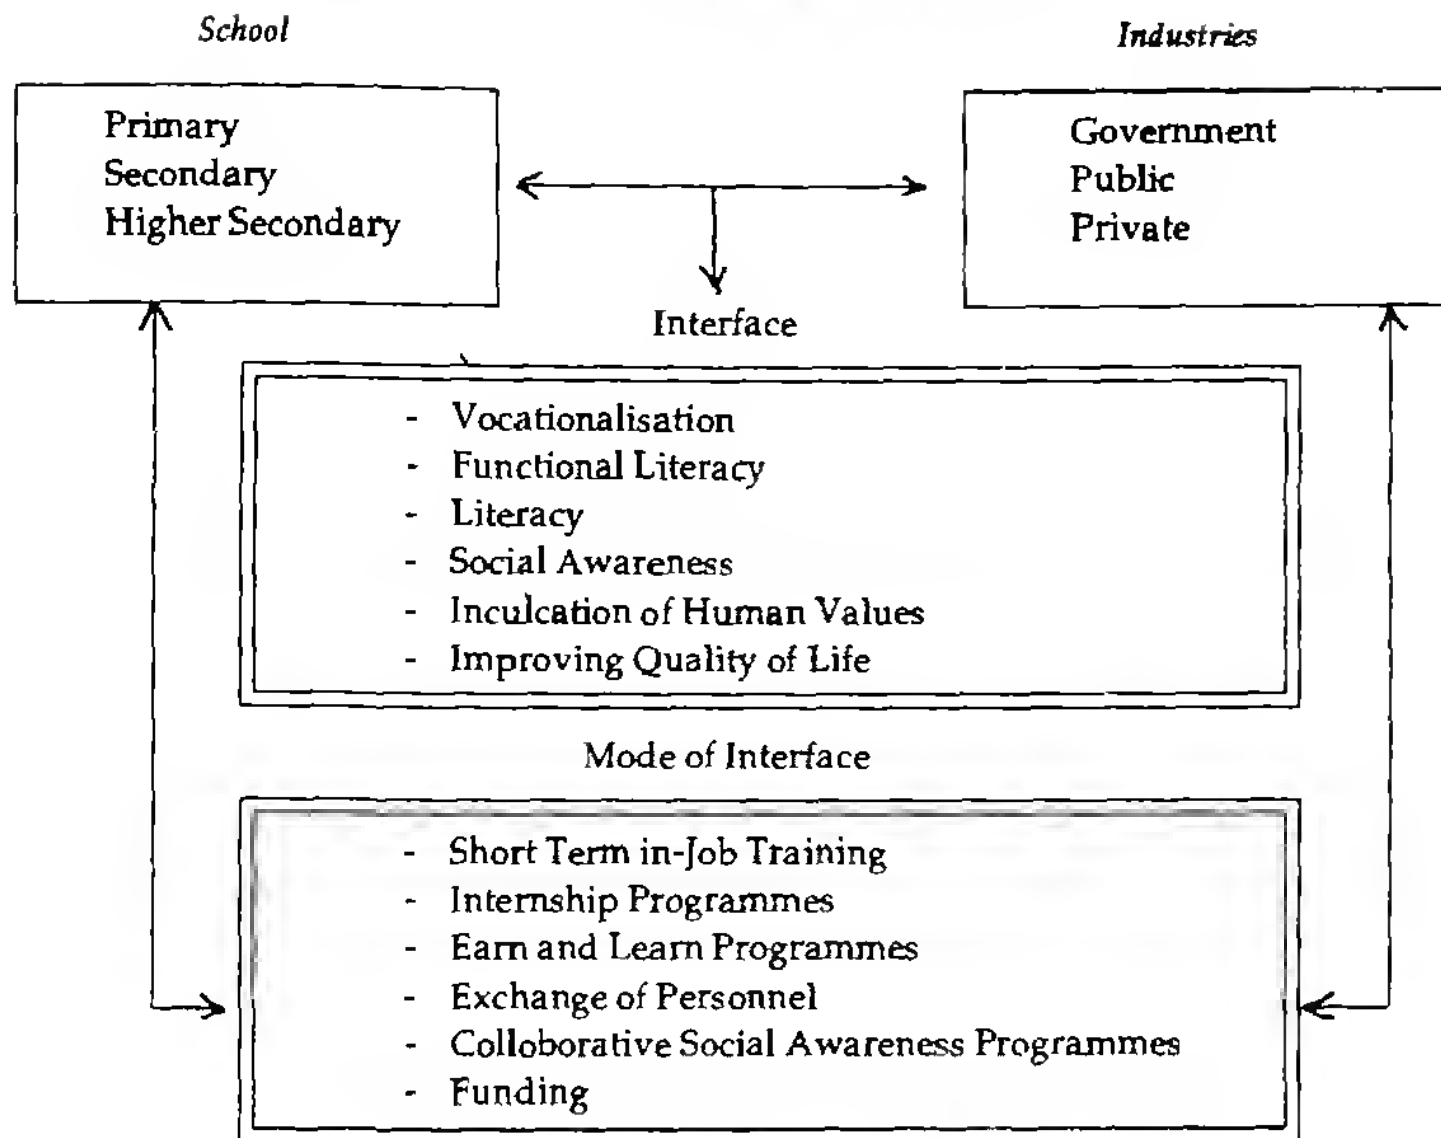 School
Industries
Primary
Secondary
Higher Secondary
Government
Public
Private
Interface
- Vocationalisation
- Functional Literacy
- Literacy
- Social Awareness
- Inculcation of Human Values
- Improving Quality of Life
Mode of Interface
- Short Term in-Job Training
- Internship Programmes
- Earn and Learn Programmes
- Exchange of Personnel
- Colloborative Social Awareness Programmes
- Funding